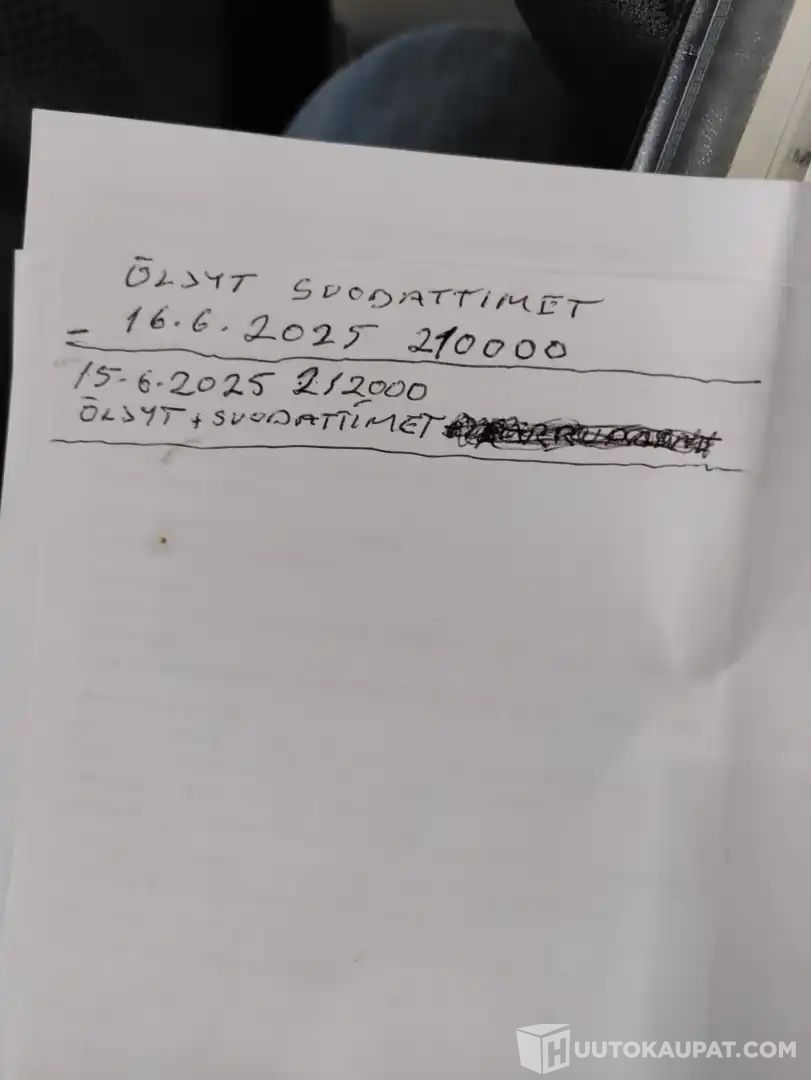 ÖLJYT SUODATTIMET
- 16.6.2025 210000
15-6-2025 212000
ÖLJYT + SUODATTIMET
HUUTOKAUPAT.COM